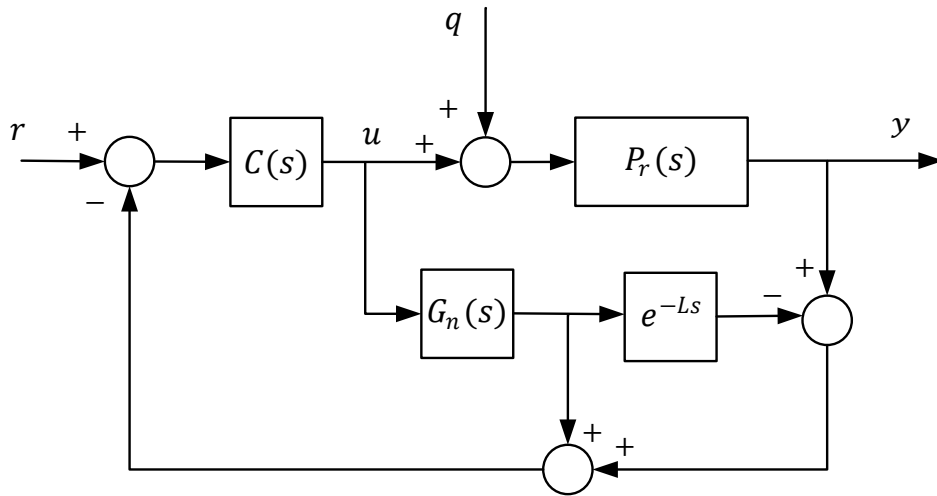 q
r
+
−
C(s)
u
+
+
P_r(s)
y
G_n(s)
e^{-Ls}
−
+
+
+